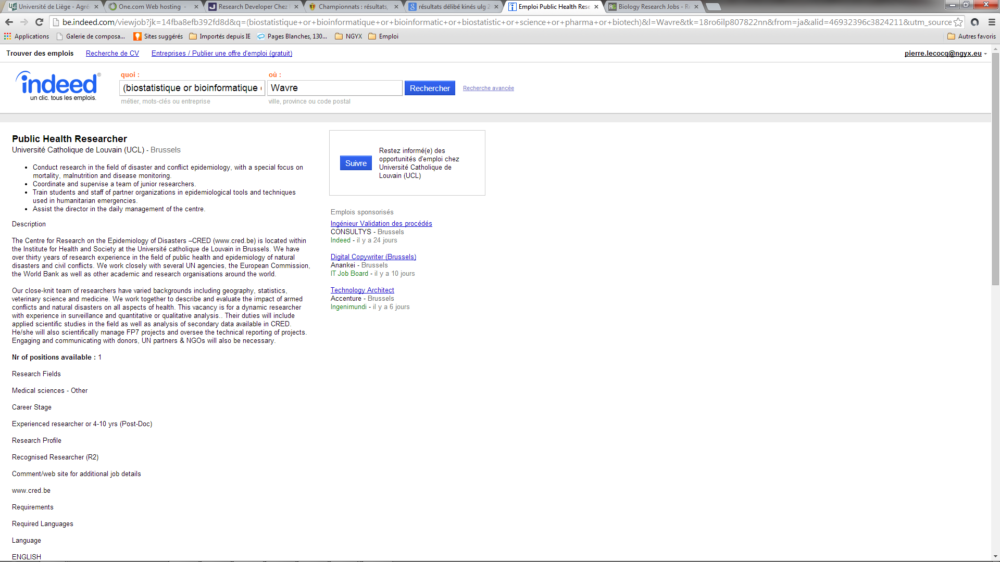 Université de Liège - Agré
One.com Web hosting -
Research Developer Chez
Championnats : résultats,
résultats délibé kinés ulg 2
Emploi Public Health Rese
Biology Research Jobs - R
be.indeed.com/viewjob?jk=14fba8efb392fd8d&q=(biostatistique+or+bioinformatique+or+bioinformatic+or+biostatistic+or+science+or+pharma+or+biotech)&l=Wavre&tk=18ro6ilp807822nn&from=ja&alid=46932396c3824211&utm_source
Applications Galerie de composa... Sites suggérés Importés depuis IE Pages Blanches, 130... NGYX Emploi Autres favoris
Trouver des emplois Recherche de CV Entreprises / Publier une offre d'emploi (gratuit) pierre.lecocq@ngyx.eu
indeed®
un clic. tous les emplois.
quoi : où :
(biostatistique or bioinformatique Wavre Rechercher Recherche avancée
métier, mots-clés ou entreprise ville, province ou code postal
Public Health Researcher
Université Catholique de Louvain (UCL) - Brussels
• Conduct research in the field of disaster and conflict epidemiology, with a special focus on
mortality, malnutrition and disease monitoring.
• Coordinate and supervise a team of junior researchers.
• Train students and staff of partner organizations in epidemiological tools and techniques
used in humanitarian emergencies.
• Assist the director in the daily management of the centre.
Description
The Centre for Research on the Epidemiology of Disasters –CRED (www.cred.be) is located within
the Institute for Health and Society at the Université catholique de Louvain in Brussels. We have
over thirty years of research experience in the field of public health and epidemiology of natural
disasters and civil conflicts. We work closely with several UN agencies, the European Commission,
the World Bank as well as other academic and research organisations around the world.
Our close-knit team of researchers have varied backgrounds including geography, statistics,
veterinary science and medicine. We work together to describe and evaluate the impact of armed
conflicts and natural disasters on all aspects of health. This vacancy is for a dynamic researcher
with experience in surveillance and quantitative or qualitative analysis.. Their duties will include
applied scientific studies in the field as well as analysis of secondary data available in CRED.
He/she will also scientifically manage FP7 projects and oversee the technical reporting of projects.
Engaging and communicating with donors, UN partners & NGOs will also be necessary.
Nr of positions available : 1
Research Fields
Medical sciences - Other
Career Stage
Experienced researcher or 4-10 yrs (Post-Doc)
Research Profile
Recognised Researcher (R2)
Comment/web site for additional job details
www.cred.be
Requirements
Required Languages
Language
ENGLISH
Suivre
Restez informé(e) des
opportunités d'emploi chez
Université Catholique de
Louvain (UCL)
Emplois sponsorisés
Ingénieur Validation des procédés
CONSULTYS - Brussels
Indeed - il y a 24 jours
Digital Copywriter (Brussels)
Anankei - Brussels
IT Job Board - il y a 10 jours
Technology Architect
Accenture - Brussels
Ingenimundi - il y a 6 jours